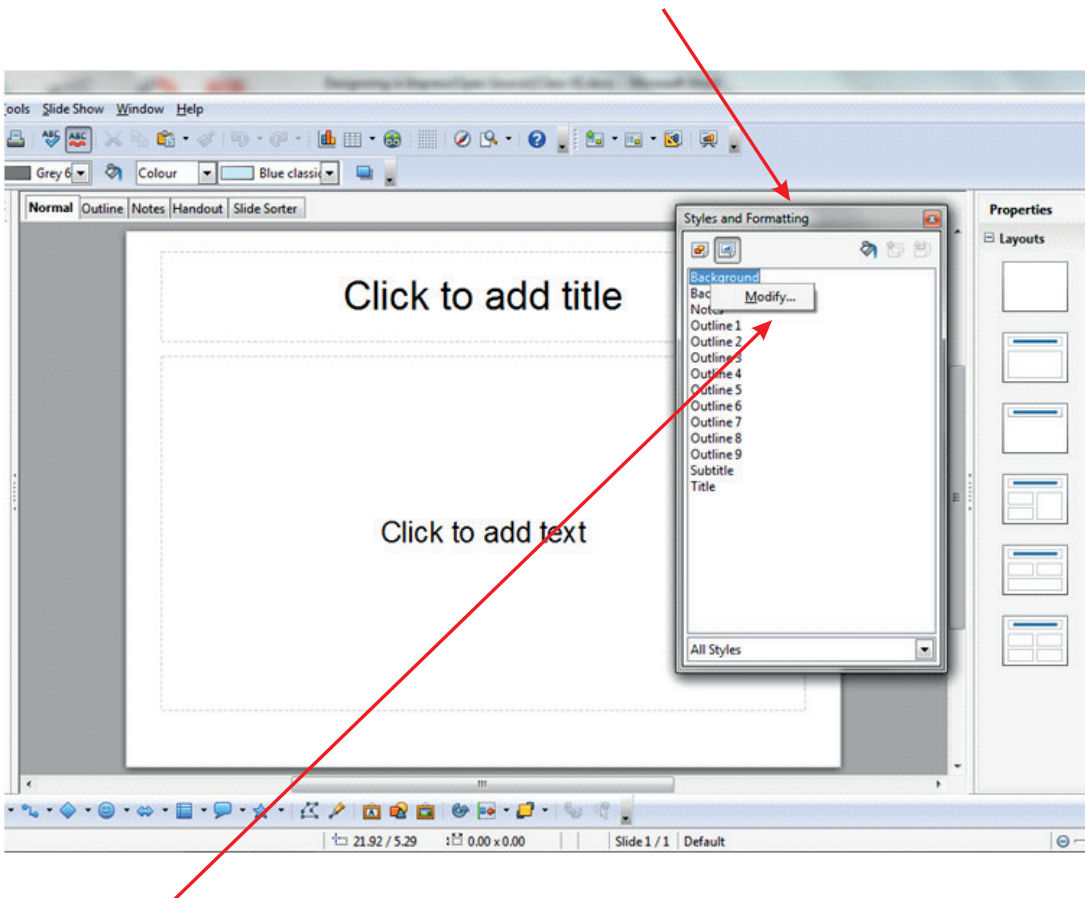 ools Slide Show Window Help
Grey 6 Colour Blue classic
Normal Outline Notes Handout Slide Sorter
Styles and Formatting
Properties
Layouts
Background
Bac
Modify...
Notes
Outline 1
Outline 2
Outline 3
Outline 4
Outline 5
Outline 6
Outline 7
Outline 8
Outline 9
Subtitle
Title
All Styles
Click to add title
Click to add text
21.92 / 5.29 0.00 x 0.00 Slide 1 / 1 Default